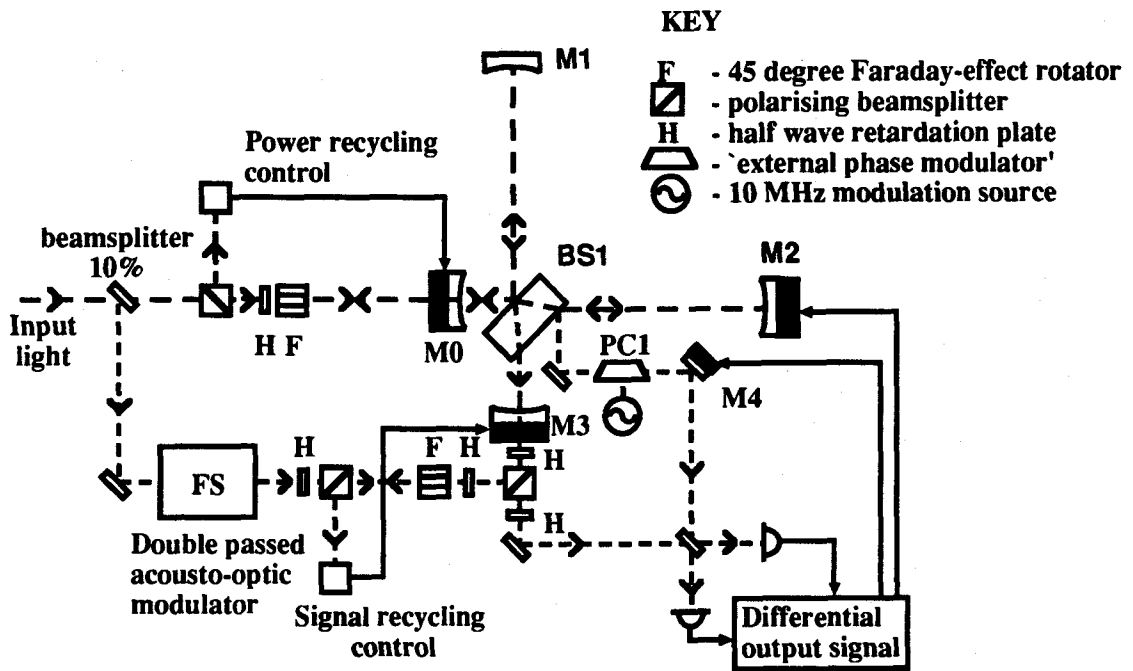 KEY
F - 45 degree Faraday-effect rotator
- polarising beamsplitter
H - half wave retardation plate
- `external phase modulator'
- 10 MHz modulation source
M1
Power recycling
control
beamsplitter
10%
BS1
M2
Input
light
H F
M0
PC1
M4
M3
H
F H
H
FS
H
Double passed
acousto-optic
modulator
Signal recycling
control
Differential
output signal